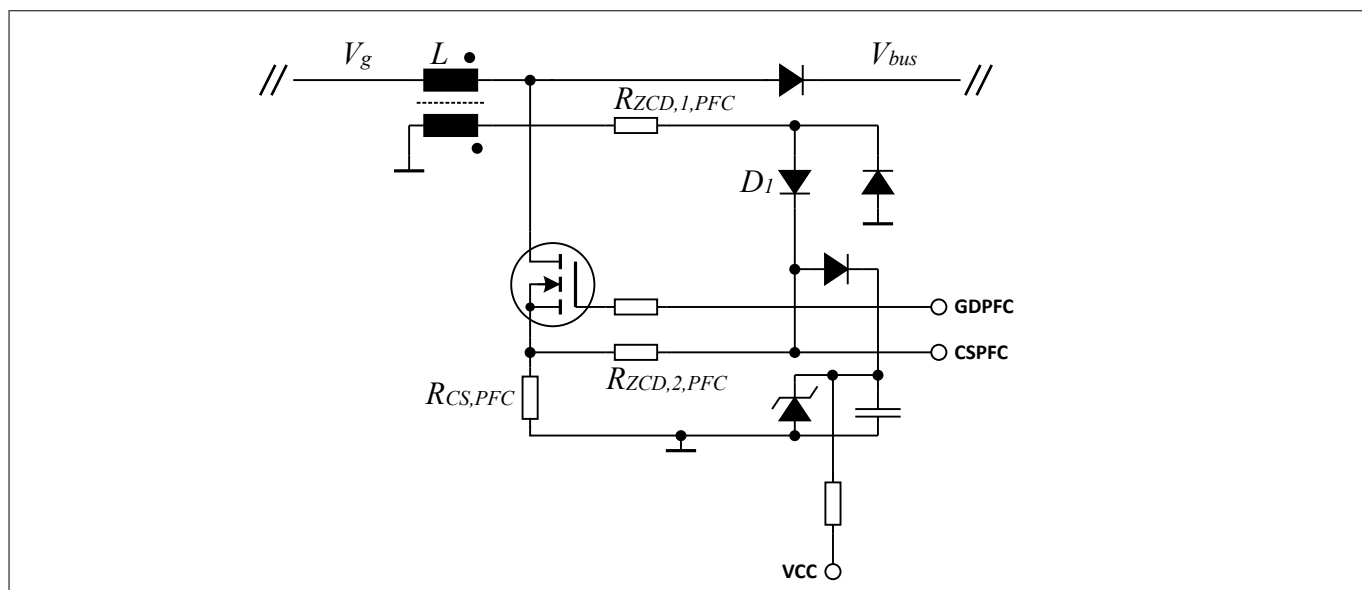 Vg L Vbus
RZCD,1,PFC
D1
GDPFC
CSPFC
RZCD,2,PFC
RCS,PFC
VCC